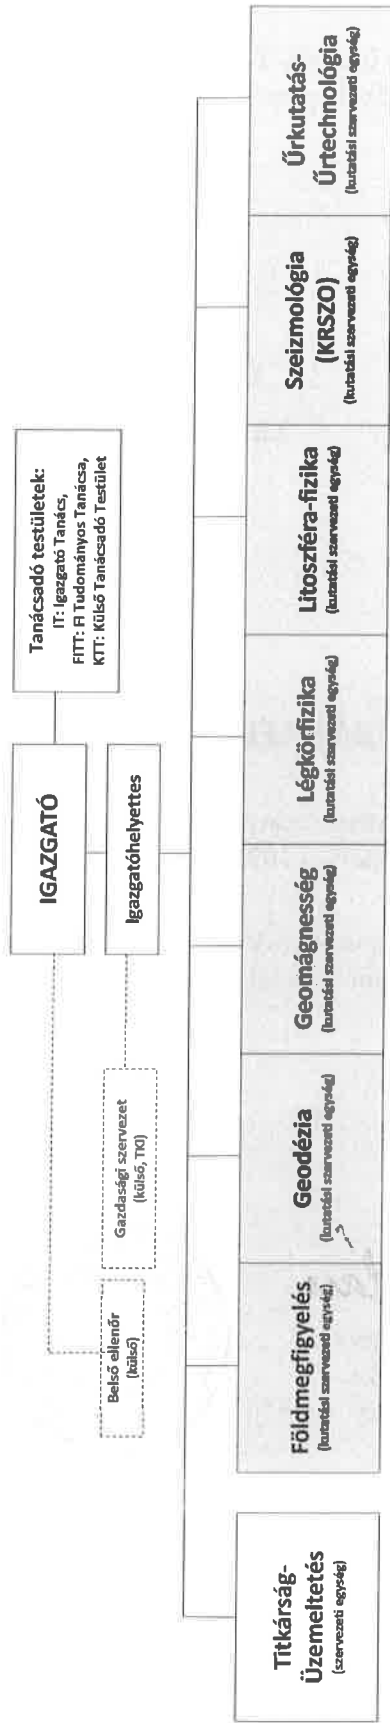 IGAZGATÓ
Tanácsadó testületek:
IT: Igazgató Tanács,
FITT: FI Tudományos Tanácsa,
KTT: Külső Tanácsadó Testület
Igazgatóhelyettes
Belső ellenőr
(külső)
Gazdasági szervezet
(külső, TKI)
Titkárság-
Üzemeltetés
(szervezeti egység)
Földmegfigyelés
(kutatási szervezeti egység)
Geodézia
(kutatási szervezeti egység)
Geomágnesség
(kutatási szervezeti egység)
Légkörfizika
(kutatási szervezeti egység)
Litoszféra-fizika
(kutatási szervezeti egység)
Szeizmológia
(KRSZO)
(kutatási szervezeti egység)
Űrkutatás-
Űrtechnológia
(kutatási szervezeti egység)